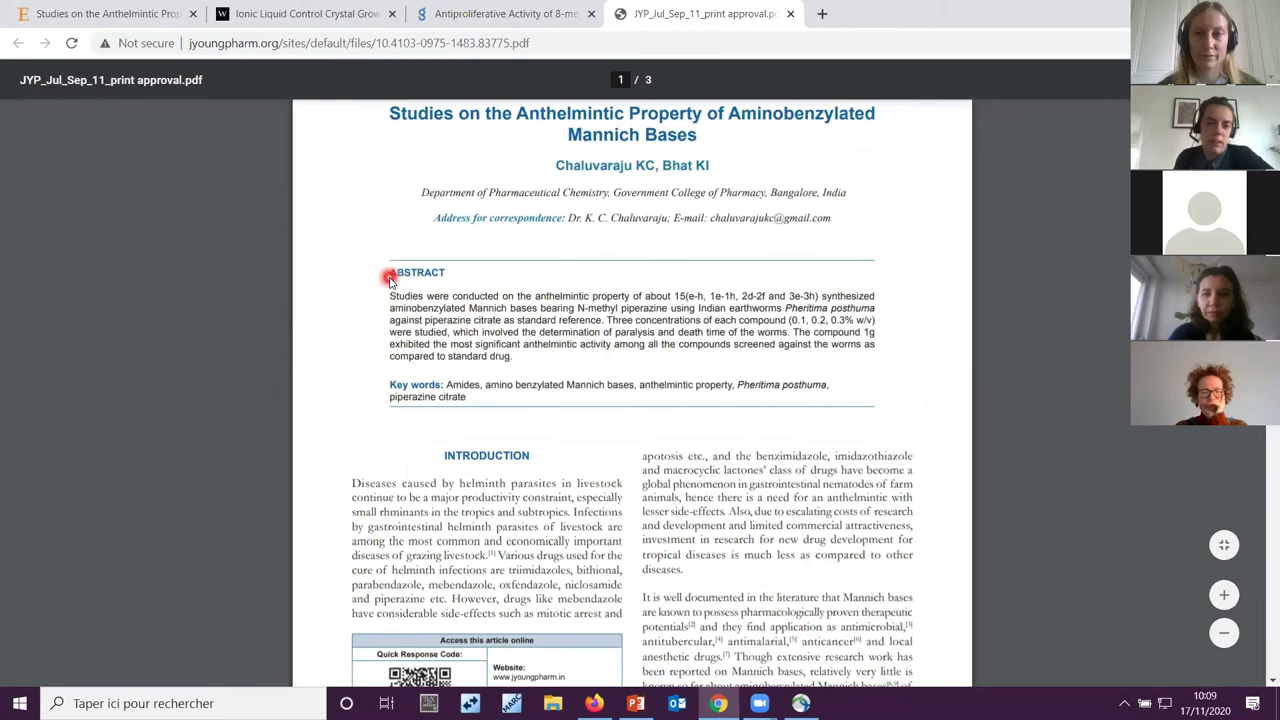 Studies on the Anthelmintic Prop
Ionic Liquid Control Crystal Grow
Antiproliferative Activity of 8-me
JYP_Jul_Sep_11_print approval.pd
Not secure
jyoungpharm.org/sites/default/files/10.4103-0975-1483.83775.pdf
JYP_Jul_Sep_11_print approval.pdf
1 / 3
Studies on the Anthelmintic Property of Aminobenzylated
Mannich Bases
Chaluvaraju KC, Bhat KI
Department of Pharmaceutical Chemistry, Government College of Pharmacy, Bangalore, India
Address for correspondence: Dr. K. C. Chaluvaraju; E-mail: chaluvarajukc@gmail.com
ABSTRACT
Studies were conducted on the anthelmintic property of about 15(e-h, 1e-1h, 2d-2f and 3e-3h) synthesized
aminobenzylated Mannich bases bearing N-methyl piperazine using Indian earthworms Pheritima posthuma
against piperazine citrate as standard reference. Three concentrations of each compound (0.1, 0.2, 0.3% w/v)
were studied, which involved the determination of paralysis and death time of the worms. The compound 1g
exhibited the most significant anthelmintic activity among all the compounds screened against the worms as
compared to standard drug.
Key words: Amides, amino benzylated Mannich bases, anthelmintic property, Pheritima posthuma,
piperazine citrate
INTRODUCTION
Diseases caused by helminth parasites in livestock
continue to be a major productivity constraint, especially
small rhminants in the tropics and subtropics. Infections
by gastrointestinal helminth parasites of livestock are
among the most common and economically important
diseases of grazing livestock.[1] Various drugs used for the
cure of helminth infections are triimidazoles, bithional,
parabendazole, mebendazole, oxfendazole, niclosamide
and piperazine etc. However, drugs like mebendazole
have considerable side-effects such as mitotic arrest and
Access this article online
Quick Response Code:
Website:
www.jyoungpharm.in
apotosis etc., and the benzimidazole, imidazothiazole
and macrocyclic lactones' class of drugs have become a
global phenomenon in gastrointestinal nematodes of farm
animals, hence there is a need for an anthelmintic with
lesser side-effects. Also, due to escalating costs of research
and development and limited commercial attractiveness,
investment in research for new drug development for
tropical diseases is much less as compared to other
diseases.
It is well documented in the literature that Mannich bases
are known to possess pharmacologically proven therapeutic
potentials[2] and they find application as antimicrobial,[3]
antitubercular,[4] antimalarial,[5] anticancer[6] and local
anesthetic drugs.[7] Though extensive research work has
been reported on Mannich bases, relatively very little is
known so far about aminobenzylated Mannich bases[8,9] of
Taper ici pour rechercher
10:09
17/11/2020